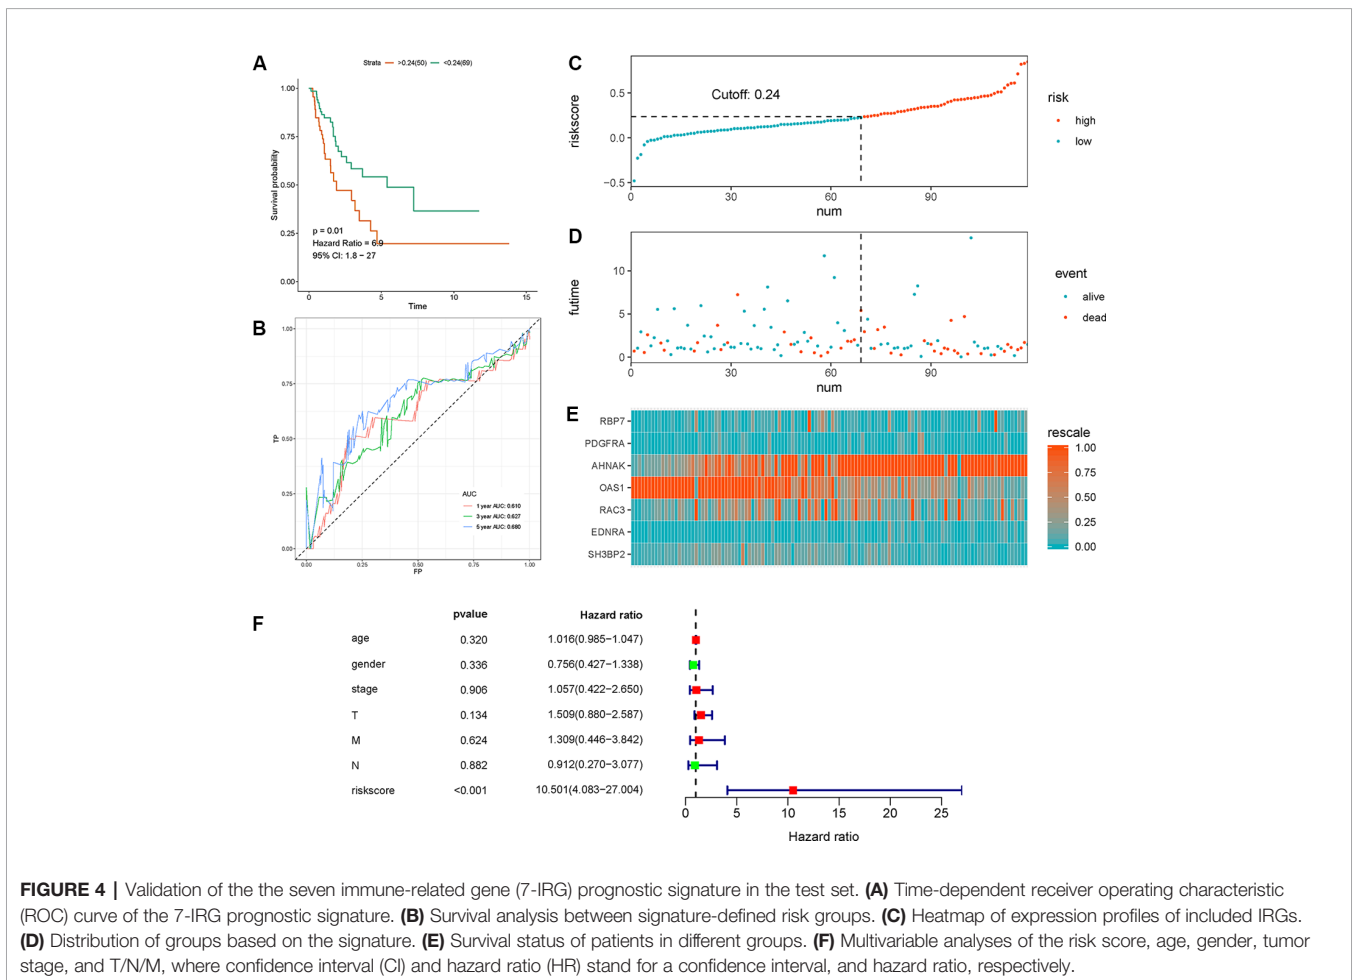 A
Strata >0.24(50) <0.24(69)
1.00
0.75
0.50
0.25
0.00
Survival probability
p = 0.01
Hazard Ratio = 6.9
95% CI: 1.8 − 27
0 5 10 15
Time
B
1.00
0.75
0.50
0.25
0.00
TP
AUC
1 year AUC: 0.610
3 year AUC: 0.627
5 year AUC: 0.680
0.00 0.25 0.50 0.75 1.00
FP
C
0.5
0.0
−0.5
riskscore
Cutoff: 0.24
0 30 60 90
num
risk
high
low
D
10
5
0
futime
0 30 60 90
num
event
alive
dead
E
RBP7
PDGFRA
AHNAK
OAS1
RAC3
EDNRA
SH3BP2
rescale
1.00
0.75
0.50
0.25
0.00
F
pvalue Hazard ratio
age 0.320 1.016(0.985−1.047)
gender 0.336 0.756(0.427−1.338)
stage 0.906 1.057(0.422−2.650)
T 0.134 1.509(0.880−2.587)
M 0.624 1.309(0.446−3.842)
N 0.882 0.912(0.270−3.077)
riskscore <0.001 10.501(4.083−27.004)
0 5 10 15 20 25
Hazard ratio
FIGURE 4 | Validation of the the seven immune-related gene (7-IRG) prognostic signature in the test set. (A) Time-dependent receiver operating characteristic
(ROC) curve of the 7-IRG prognostic signature. (B) Survival analysis between signature-defined risk groups. (C) Heatmap of expression profiles of included IRGs.
(D) Distribution of groups based on the signature. (E) Survival status of patients in different groups. (F) Multivariable analyses of the risk score, age, gender, tumor
stage, and T/N/M, where confidence interval (CI) and hazard ratio (HR) stand for a confidence interval, and hazard ratio, respectively.